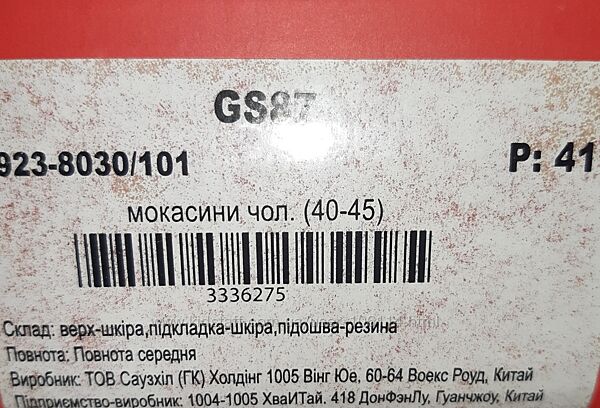 GS87
923-8030/101
Р: 41
мокасини чол. (40-45)
3336275
Склад: верх-шкіра,підкладка-шкіра,підошва-резина
Повнота: Повнота середня
Виробник: ТОВ Саузхіл (ГК) Холдінг 1005 Вінг Юе, 60-64 Воекс Роуд, Китай
Підприємство-виробник: 1004-1005 ХваИТай, 418 ДонФэнЛу, Гуанчжоу, Китай